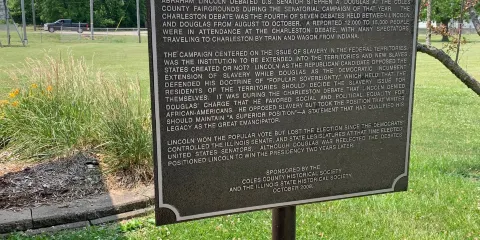 ABRAHAM LINCOLN DEBATED U.S. SENATOR STEPHEN A. DOUGLAS AT THE COLES
COUNTY FAIRGROUNDS DURING THE SENATORIAL CAMPAIGN OF THAT YEAR. THE
CHARLESTON DEBATE WAS THE FOURTH OF SEVEN DEBATES HELD BETWEEN LINCOLN
AND DOUGLAS FROM AUGUST TO OCTOBER. A REPORTED 12,000-15,000 PEOPLE
WERE IN ATTENDANCE AT THE CHARLESTON DEBATE, WITH MANY SPECTATORS
TRAVELING TO CHARLESTON BY TRAIN AND WAGON FROM INDIANA.
THE CAMPAIGN CENTERED ON THE ISSUE OF SLAVERY IN THE FEDERAL TERRITORIES.
WAS THE INSTITUTION TO BE EXTENDED INTO THE TERRITORIES AND NEW SLAVE
STATES CREATED OR NOT? LINCOLN AS THE REPUBLICAN CANDIDATE OPPOSED THE
EXTENSION OF SLAVERY WHILE DOUGLAS AS THE DEMOCRATIC INCUMBENT
DEFENDED HIS DOCTRINE OF "POPULAR SOVEREIGNTY," WHICH HELD THAT THE
RESIDENTS OF THE TERRITORIES SHOULD DECIDE THE SLAVERY ISSUE FOR
THEMSELVES. IT WAS DURING THE CHARLESTON DEBATE THAT LINCOLN DENIED
DOUGLAS' CHARGE THAT HE FAVORED SOCIAL AND POLITICAL EQUALITY FOR
AFRICAN-AMERICANS. HE OPPOSED SLAVERY BUT TOOK THE POSITION THAT WHITES
SHOULD MAINTAIN "A SUPERIOR POSITION"—A STATEMENT THAT HAS QUALIFIED HIS
LEGACY AS THE GREAT EMANCIPATOR.
LINCOLN WON THE POPULAR VOTE BUT LOST THE ELECTION SINCE THE DEMOCRATS
CONTROLLED THE ILLINOIS SENATE, AND STATE LEGISLATURES AT THAT TIME ELECTED
UNITED STATES SENATORS. ALTHOUGH DOUGLAS WAS REELECTED THE DEBATES
POSITIONED LINCOLN TO WIN THE PRESIDENCY TWO YEARS LATER.
SPONSORED BY THE
COLES COUNTY HISTORICAL SOCIETY
AND THE ILLINOIS STATE HISTORICAL SOCIETY.
OCTOBER 2008.